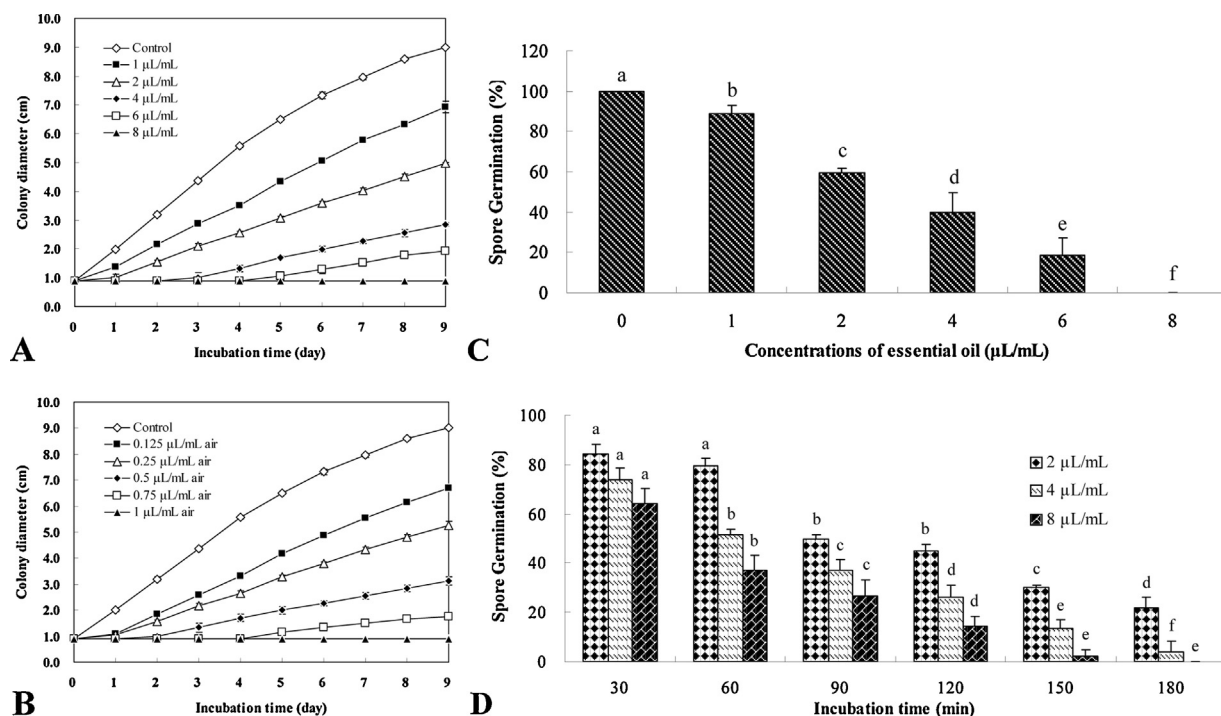 10.0
9.0
8.0
7.0
6.0
5.0
4.0
3.0
2.0
1.0
0.0
Colony diameter (cm)
Control
1 µL/mL
2 µL/mL
4 µL/mL
6 µL/mL
8 µL/mL
0 1 2 3 4 5 6 7 8 9
Incubation time (day)
A
120
100
80
60
40
20
0
Spore Germination (%)
a
b
c
d
e
f
0 1 2 4 6 8
Concentrations of essential oil (µL/mL)
C
10.0
9.0
8.0
7.0
6.0
5.0
4.0
3.0
2.0
1.0
0.0
Colony diameter (cm)
Control
0.125 µL/mL air
0.25 µL/mL air
0.5 µL/mL air
0.75 µL/mL air
1 µL/mL air
0 1 2 3 4 5 6 7 8 9
Incubation time (day)
B
100
80
60
40
20
0
Spore Germination (%)
a a a
a b b
b c c
b d d
c e e
d f e
2 µL/mL
4 µL/mL
8 µL/mL
30 60 90 120 150 180
Incubation time (min)
D